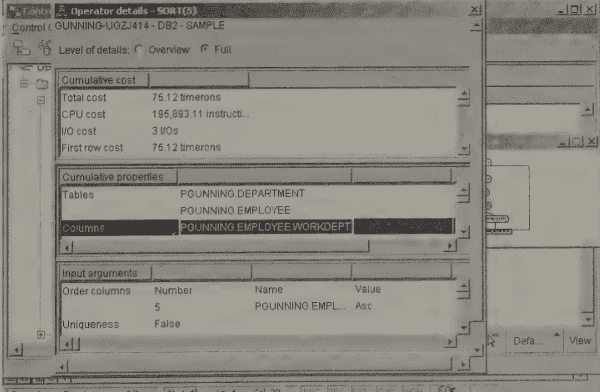 Operator details - SORT(5)
Control
GUNNING-UGZJ414 - DB2 - SAMPLE
Level of details: Overview Full
Cumulative cost
Total cost 75.12 timerons
CPU cost 195,893.11 instructi...
I/O cost 3 I/Os
First row cost 75.12 timerons
Cumulative properties
Tables PGUNNING.DEPARTMENT
PGUNNING.EMPLOYEE
Columns PGUNNING.EMPLOYEE.WORKDEPT
Input arguments
Order columns Number Name Value
5 PGUNNING.EMPL... Asc
Uniqueness False
Defa... View